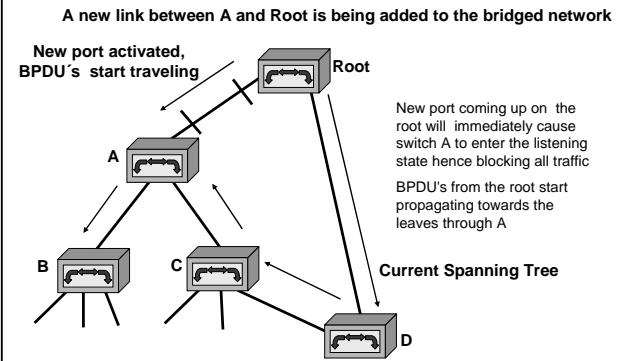 A new link between A and Root is being added to the bridged network
New port activated,
BPDU´s start traveling
Root
New port coming up on the
root will immediately cause
switch A to enter the listening
state hence blocking all traffic
BPDU's from the root start
propagating towards the
leaves through A
A
B
C
Current Spanning Tree
D